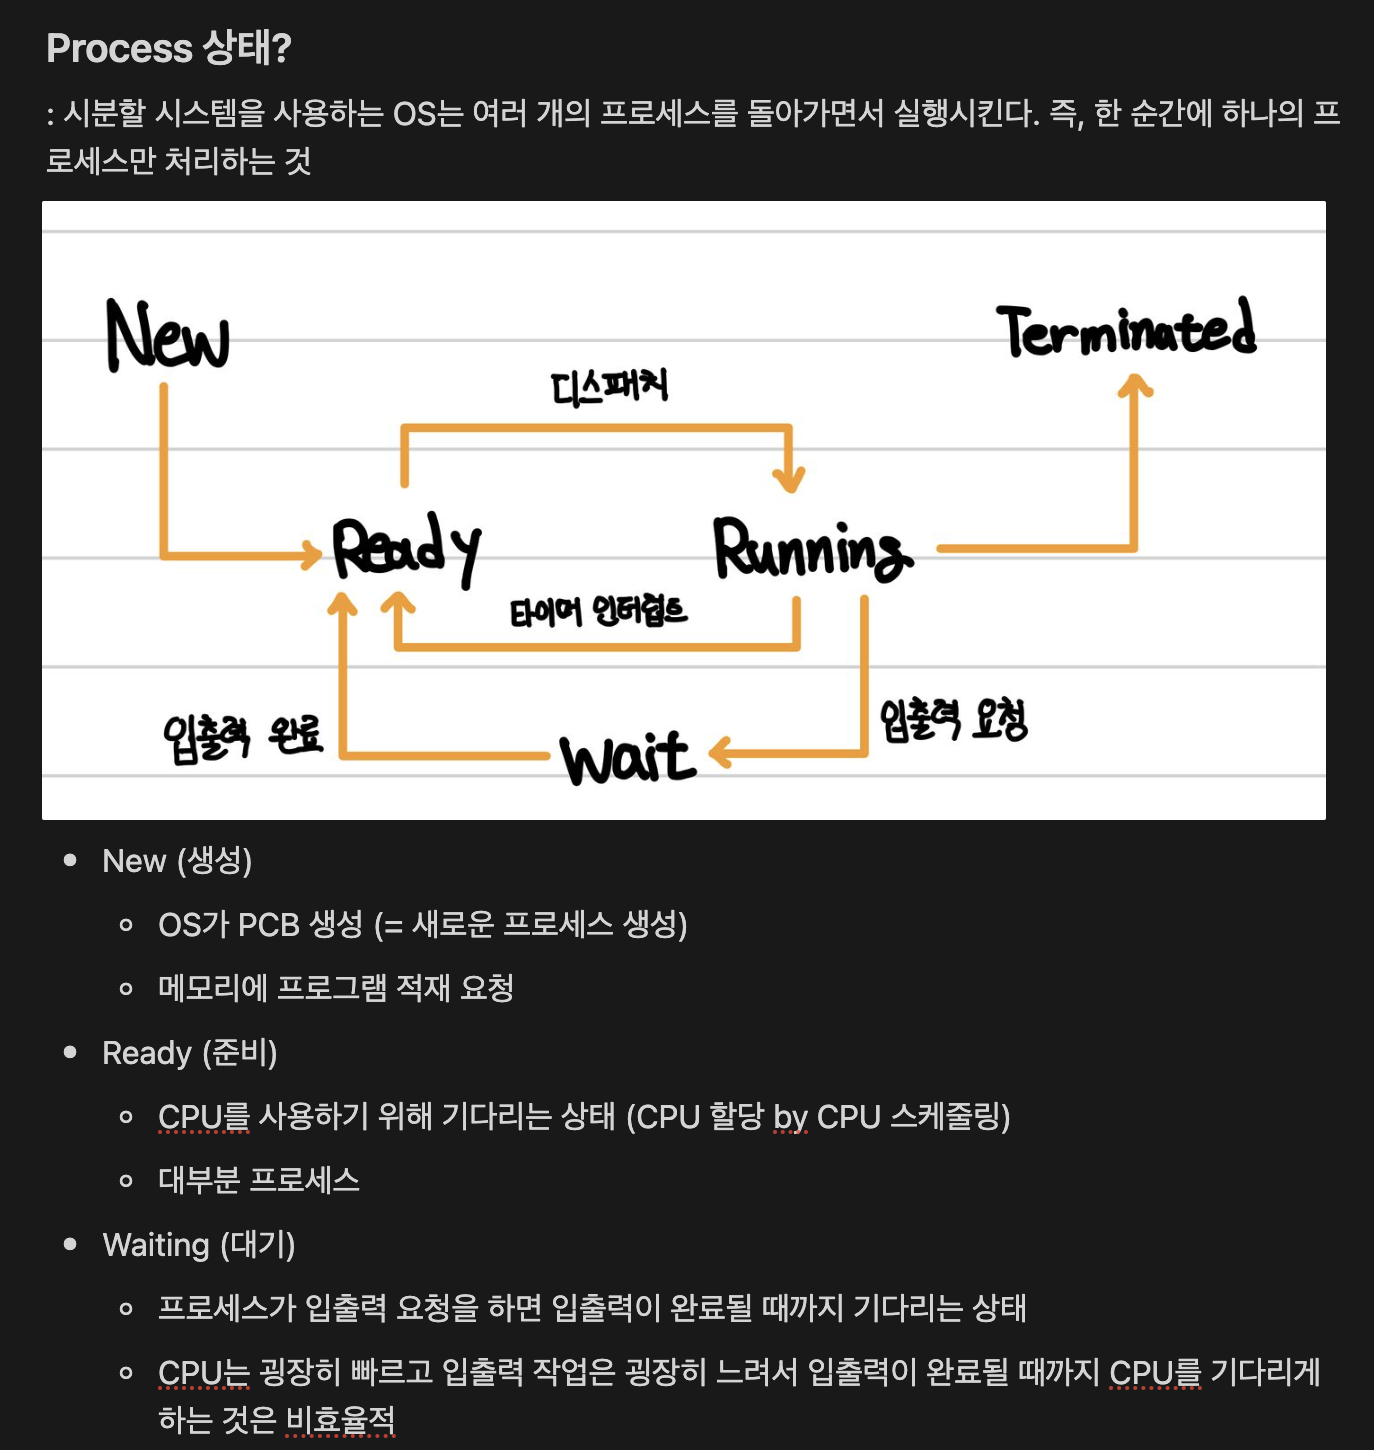 Process 상태?
: 시분할 시스템을 사용하는 OS는 여러 개의 프로세스를 돌아가면서 실행시킨다. 즉, 한 순간에 하나의 프
로세스만 처리하는 것
New
Terminated
디스패치
Ready
Running
타이머 인터럽트
입출력 완료
입출력 요청
Wait
New (생성)
OS가 PCB 생성 (= 새로운 프로세스 생성)
메모리에 프로그램 적재 요청
Ready (준비)
CPU를 사용하기 위해 기다리는 상태 (CPU 할당 by CPU 스케줄링)
대부분 프로세스
Waiting (대기)
프로세스가 입출력 요청을 하면 입출력이 완료될 때까지 기다리는 상태
CPU는 굉장히 빠르고 입출력 작업은 굉장히 느려서 입출력이 완료될 때까지 CPU를 기다리게
하는 것은 비효율적